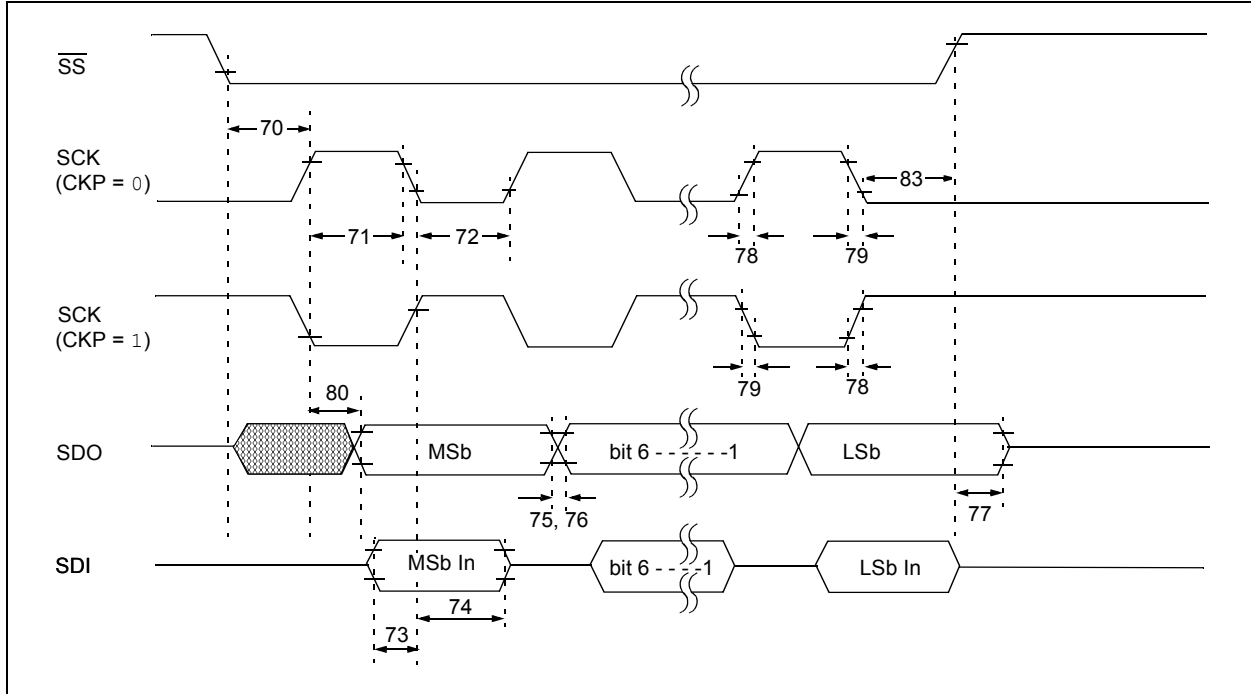 SS
70
SCK
(CKP = 0)
83
71
72
78
79
SCK
(CKP = 1)
79
78
80
SDO
MSb
bit 6 - - - - - -1
LSb
75, 76
77
SDI
MSb In
bit 6 - - - -1
LSb In
74
73